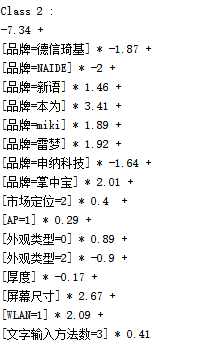 Class 2 :
-7.34 +
[品牌=德信琦基] * -1.87 +
[品牌=NAIDE] * -2 +
[品牌=新语] * 1.46 +
[品牌=本为] * 3.41 +
[品牌=miki] * 1.89 +
[品牌=雷梦] * 1.92 +
[品牌=申纳科技] * -1.64 +
[品牌=掌中宝] * 2.01 +
[市场定位=2] * 0.4 +
[AP=1] * 0.29 +
[外观类型=0] * 0.89 +
[外观类型=2] * -0.9 +
[厚度] * -0.17 +
[屏幕尺寸] * 2.67 +
[WLAN=1] * 2.09 +
[文字输入方法数=3] * 0.41